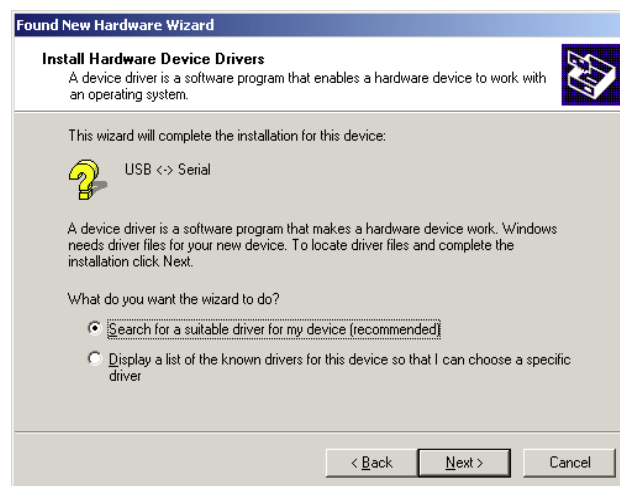 Found New Hardware Wizard
Install Hardware Device Drivers
A device driver is a software program that enables a hardware device to work with
an operating system.
This wizard will complete the installation for this device:
USB <-> Serial
A device driver is a software program that makes a hardware device work. Windows
needs driver files for your new device. To locate driver files and complete the
installation click Next.
What do you want the wizard to do?
Search for a suitable driver for my device (recommended)
Display a list of the known drivers for this device so that I can choose a specific
driver
< Back
Next >
Cancel